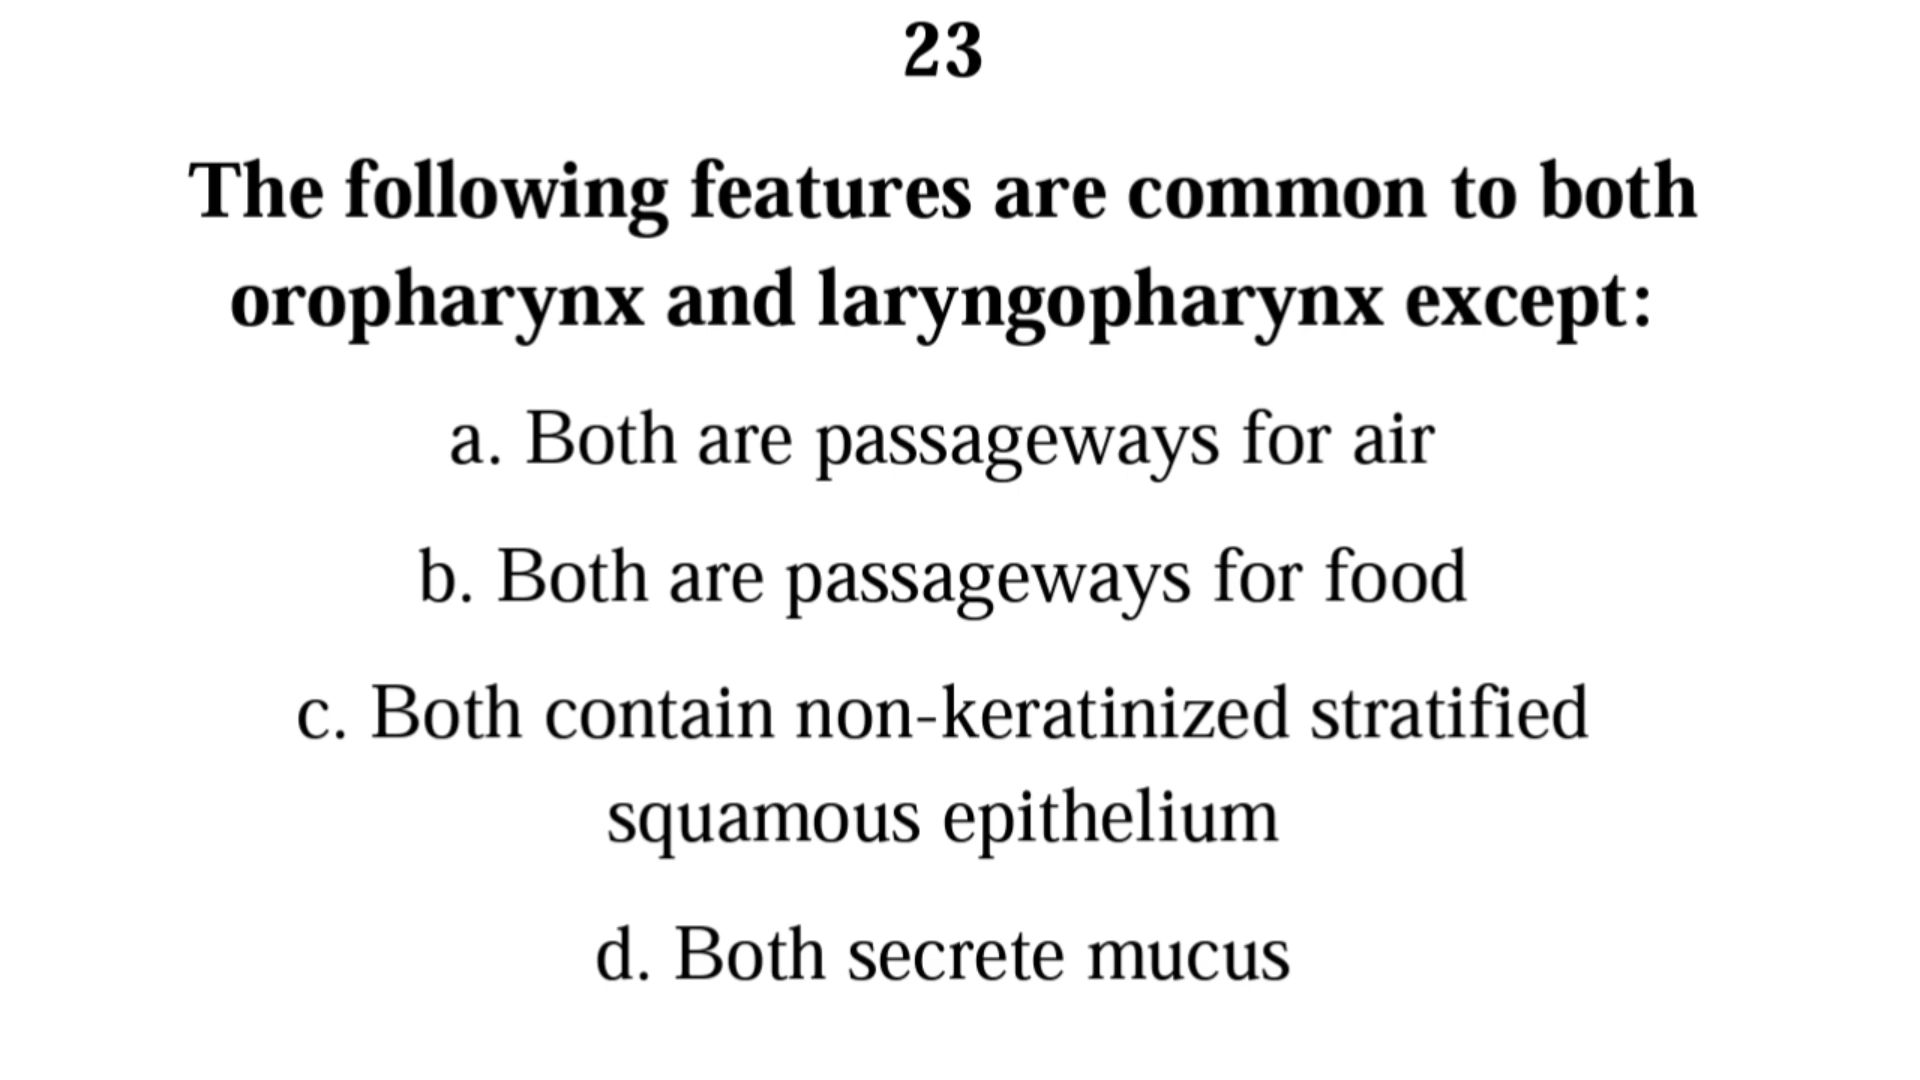 23
The following features are common to both
oropharynx and laryngopharynx except:
a. Both are passageways for air
b. Both are passageways for food
c. Both contain non-keratinized stratified
squamous epithelium
d. Both secrete mucus